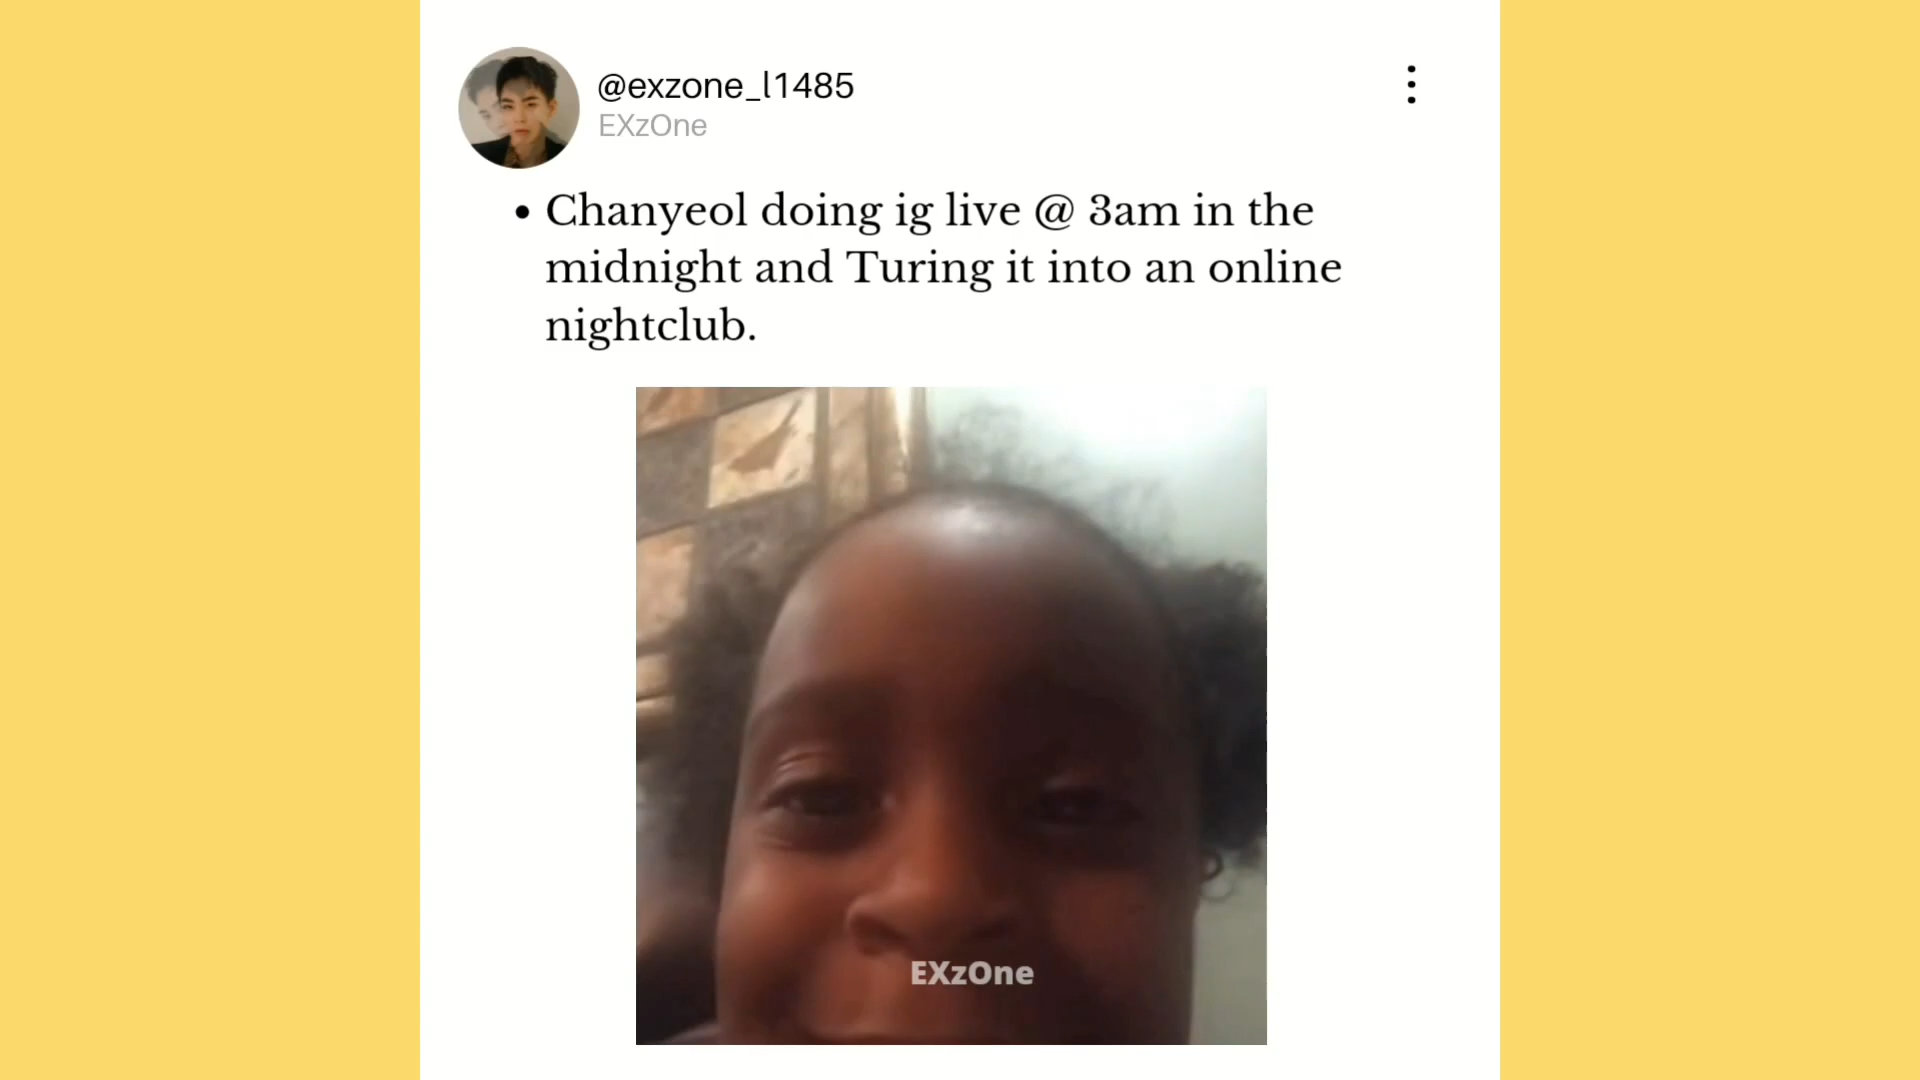 @exzone_l1485
EXzOne
• Chanyeol doing ig live @ 3am in the
midnight and Turing it into an online
nightclub.
EXzOne